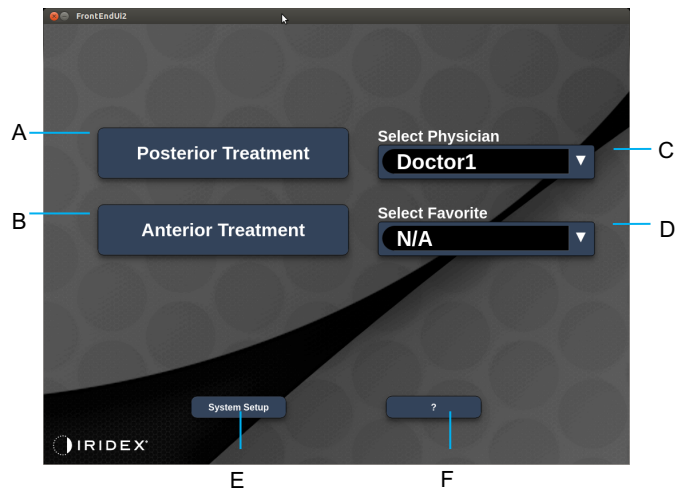 FrontEndUi2
A
Posterior Treatment
Select Physician
Doctor1
C
B
Anterior Treatment
Select Favorite
N/A
D
System Setup
?
IRIDEX
E
F